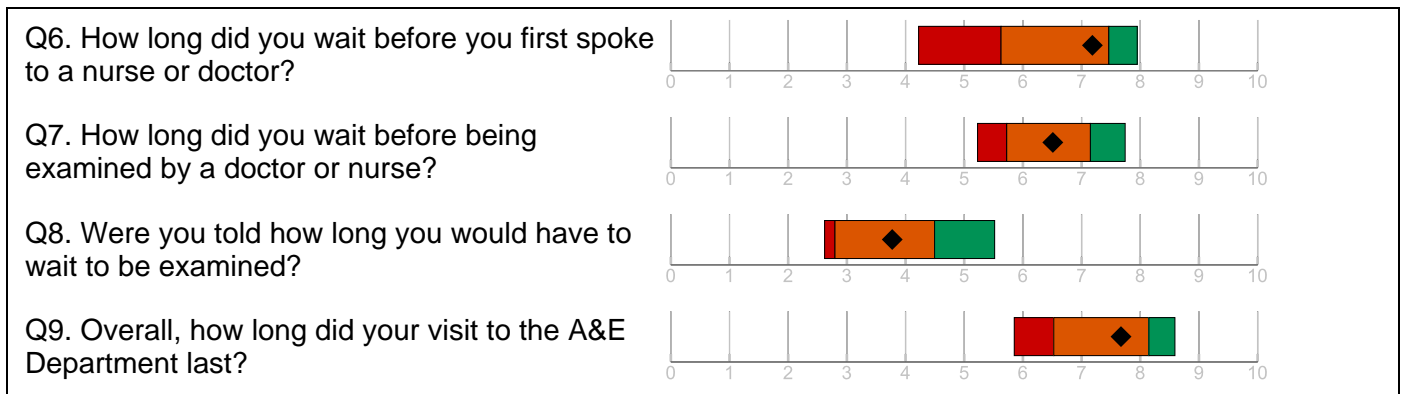 Q6. How long did you wait before you first spoke
to a nurse or doctor?
0 1 2 3 4 5 6 7 8 9 10
Q7. How long did you wait before being
examined by a doctor or nurse?
0 1 2 3 4 5 6 7 8 9 10
Q8. Were you told how long you would have to
wait to be examined?
0 1 2 3 4 5 6 7 8 9 10
Q9. Overall, how long did your visit to the A&E
Department last?
0 1 2 3 4 5 6 7 8 9 10